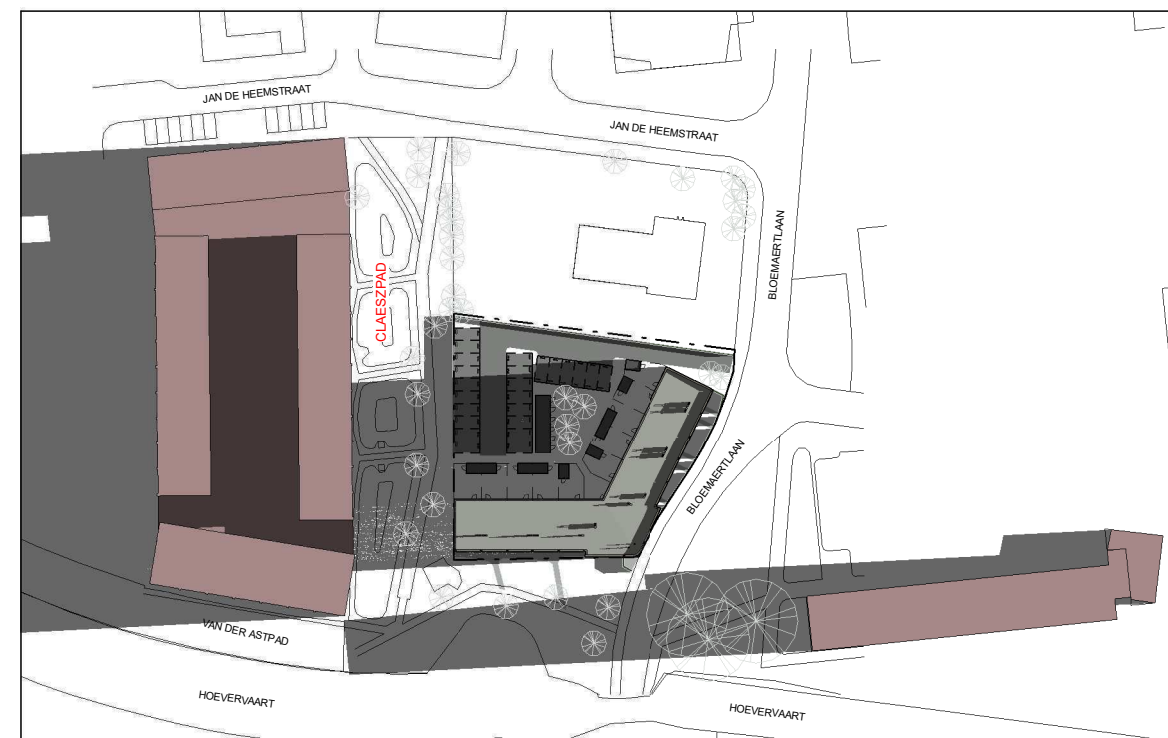 JAN DE HEEMSTRAAT
JAN DE HEEMSTRAAT
CLAESZPAD
BLOEMAERTLAAN
BLOEMAERTLAAN
VAN DER ASTPAD
HOEVERVAART
HOEVERVAART